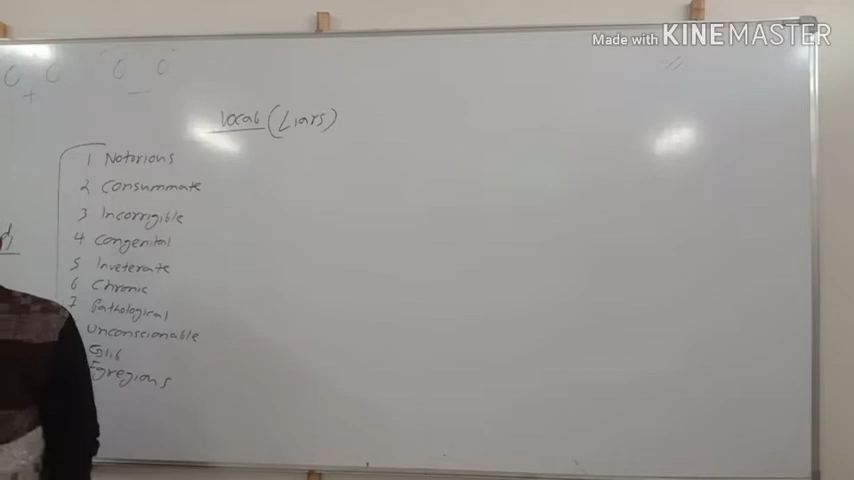 Made with KINEMASTER
Vocab (Liars)
1 Notorious
2 Consummate
3 Incorrigible
4 Congenital
5 Inveterate
6 Chronic
7 Pathological
Unconscionable
Glib
Egregious